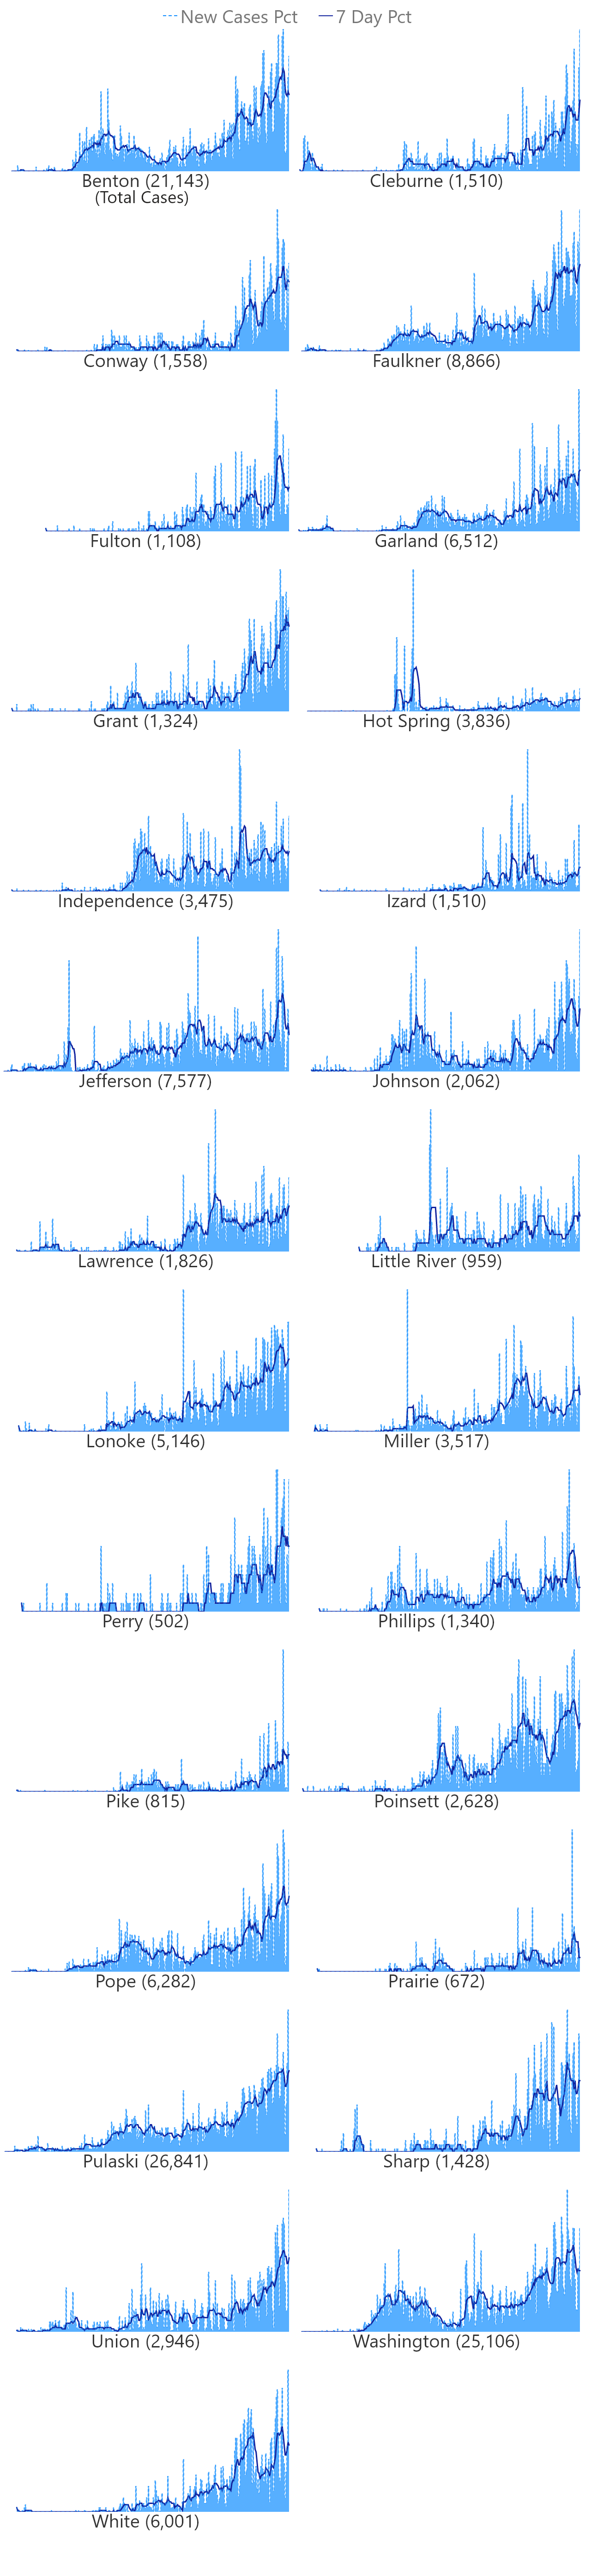 New Cases Pct 7 Day Pct
Benton (21,143)
(Total Cases)
Cleburne (1,510)
Conway (1,558)
Faulkner (8,866)
Fulton (1,108)
Garland (6,512)
Grant (1,324)
Hot Spring (3,836)
Independence (3,475)
Izard (1,510)
Jefferson (7,577)
Johnson (2,062)
Lawrence (1,826)
Little River (959)
Lonoke (5,146)
Miller (3,517)
Perry (502)
Phillips (1,340)
Pike (815)
Poinsett (2,628)
Pope (6,282)
Prairie (672)
Pulaski (26,841)
Sharp (1,428)
Union (2,946)
Washington (25,106)
White (6,001)